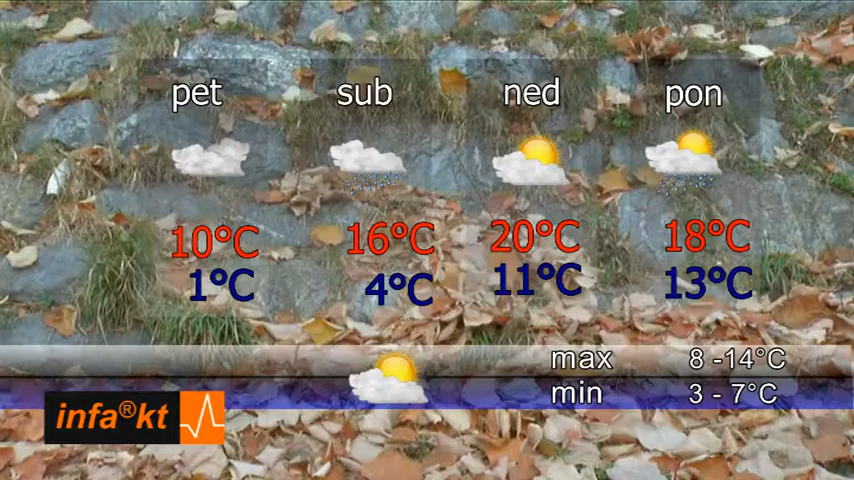 pet sub ned pon
10°C 16°C 20°C 18°C
1°C 4°C 11°C 13°C
max 8 -14°C
min 3 - 7°C
infa®kt